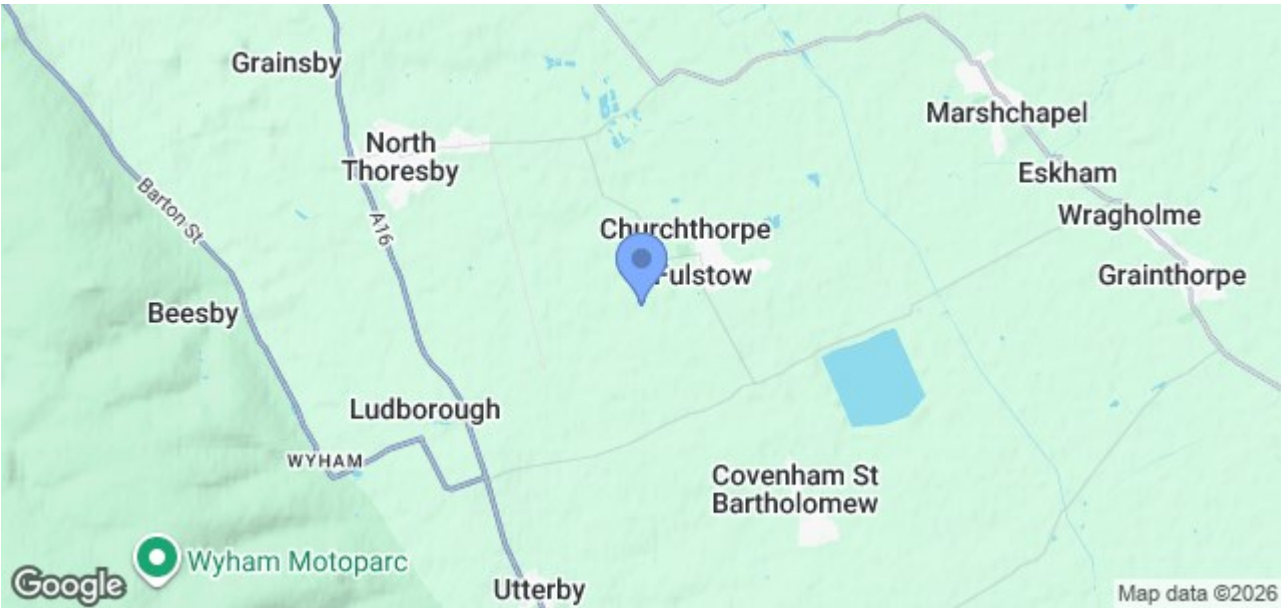 Grainsby
Marshchapel
North
Thoresby
Eskham
Barton St
A16
Wragholme
Churchthorpe
Fulstow
Grainthorpe
Beesby
Ludborough
WYHAM
Covenham St
Bartholomew
Wyham Motoparc
Utterby
Google
Map data ©2026